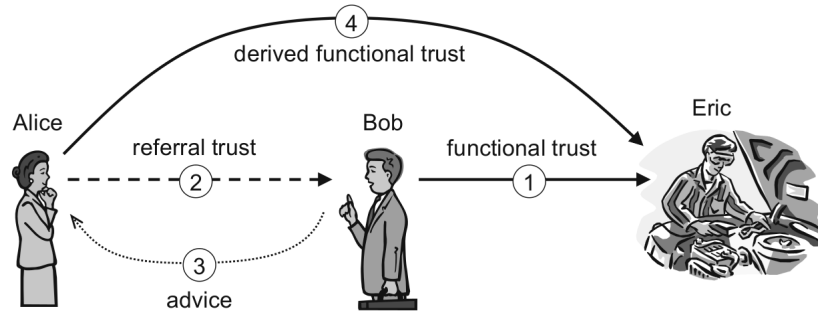 4
derived functional trust
Alice
Bob
Eric
referral trust
functional trust
2
1
3
advice